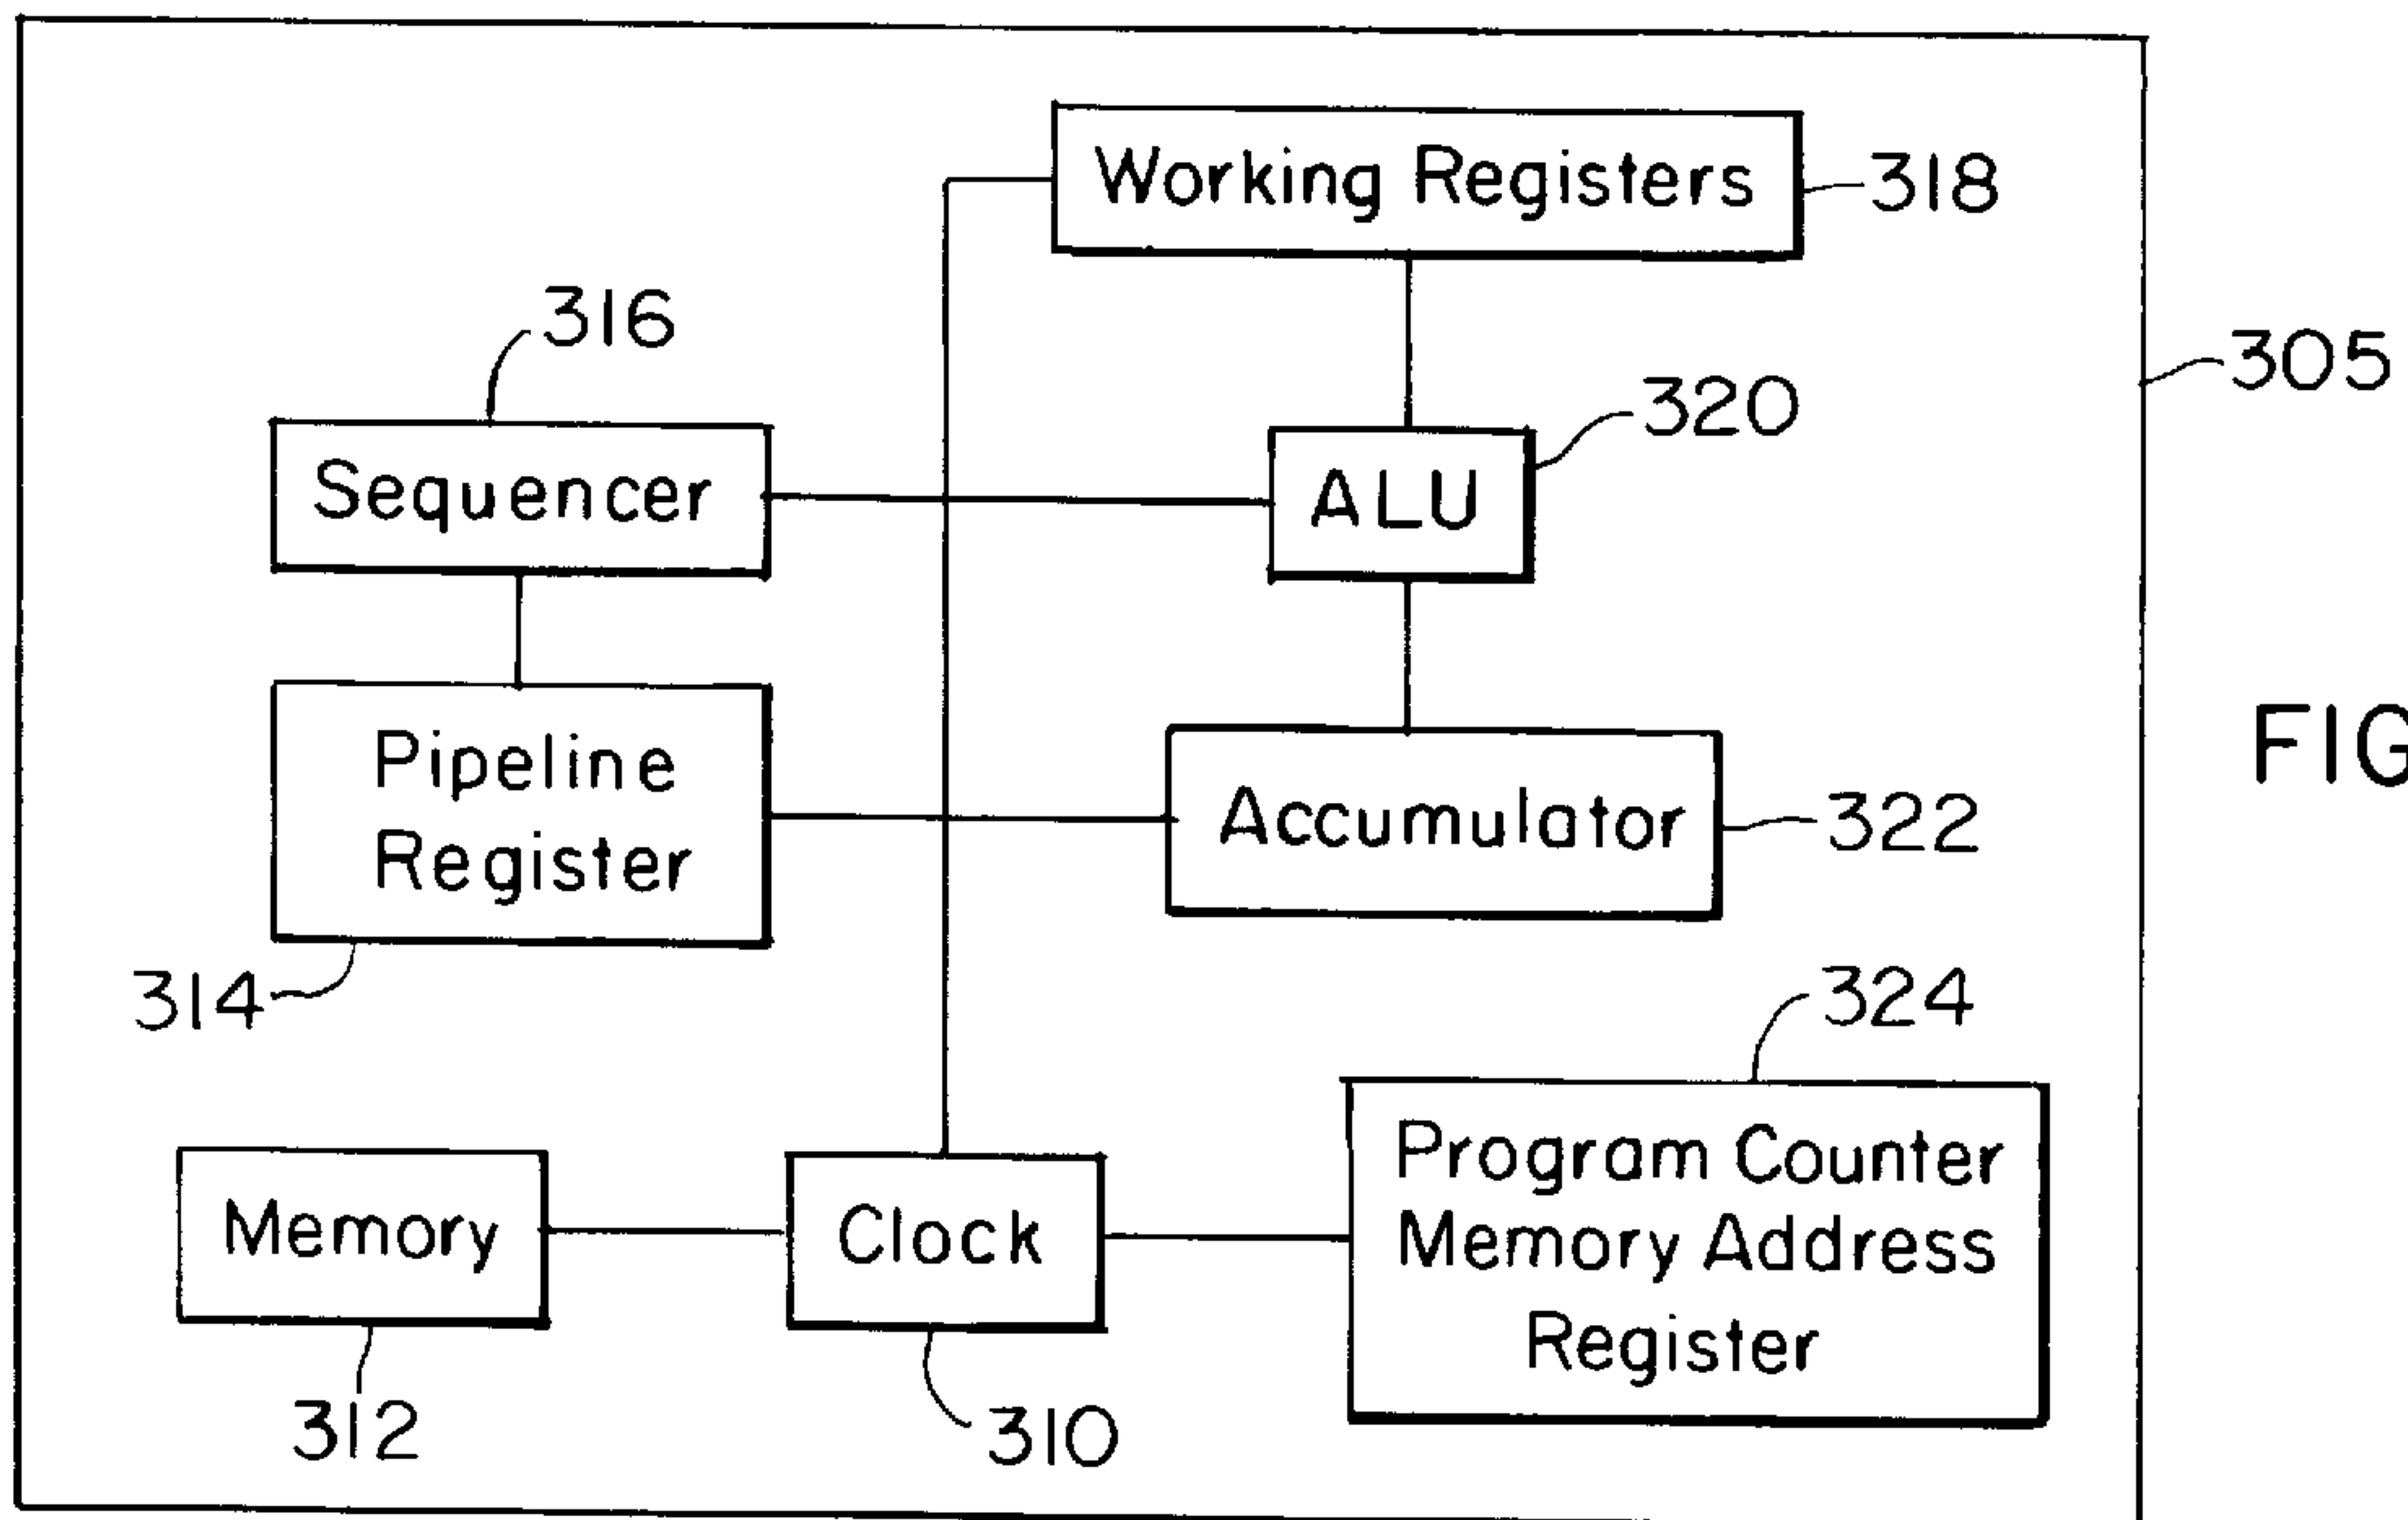 Working Registers
318
316
305
320
Sequencer
ALU
FIG
Pipeline
Register
Accumulator
322
314
324
Program Counter
Memory Address
Register
Memory
Clock
312
310